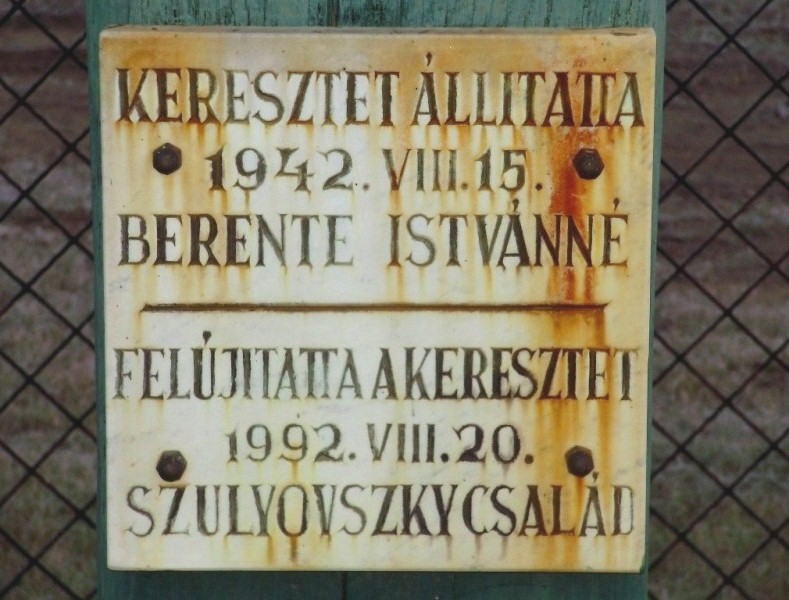 KERESZTET ÁLLITATTA
1942. VIII. 15.
BERENTE ISTVÁNNÉ
FELÚJITATTA A KERESZTET
1992. VIII. 20.
SZULYOVSZKY CSALÁD